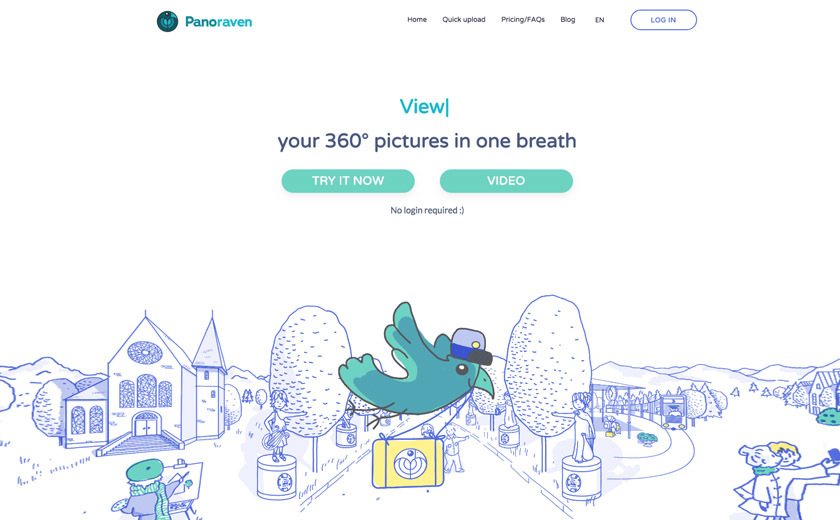 Panoraven
Home Quick upload Pricing/FAQs Blog EN LOG IN
View|
your 360° pictures in one breath
TRY IT NOW VIDEO
No login required :)